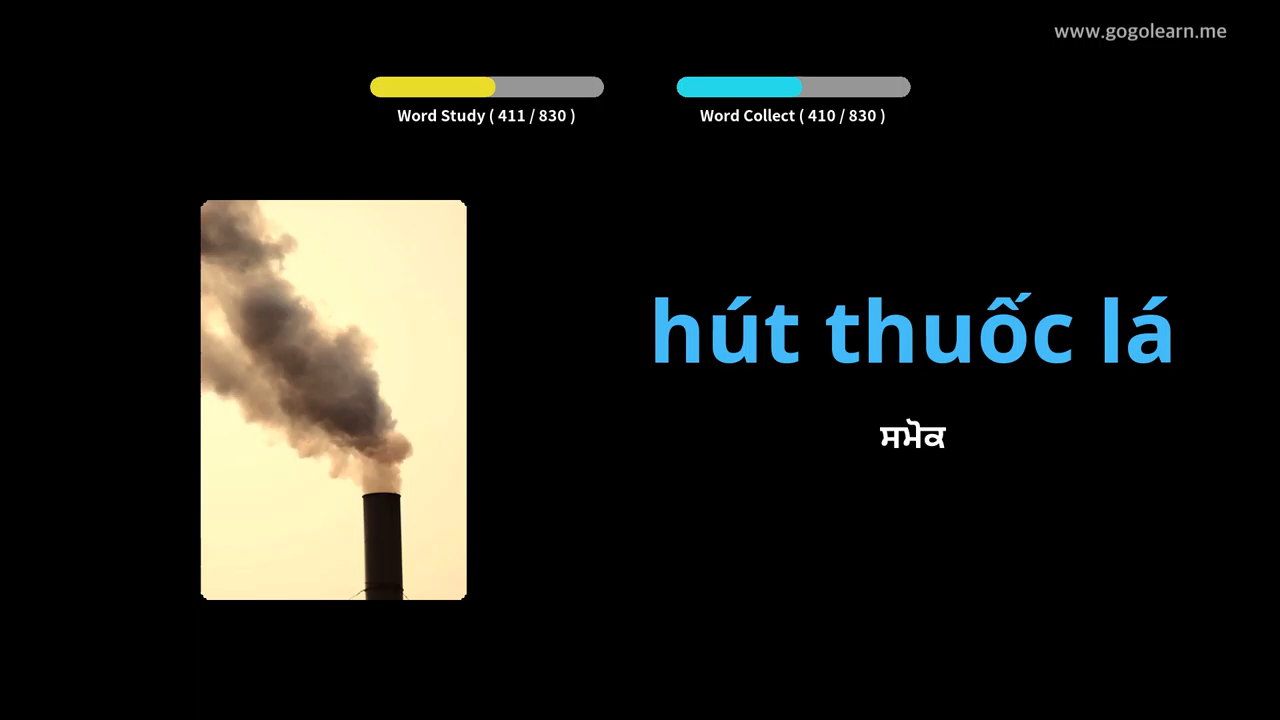 www.gogolearn.me
Word Study ( 411 / 830 )
Word Collect ( 410 / 830 )
hút thuốc lá
ਸਮੋਕ